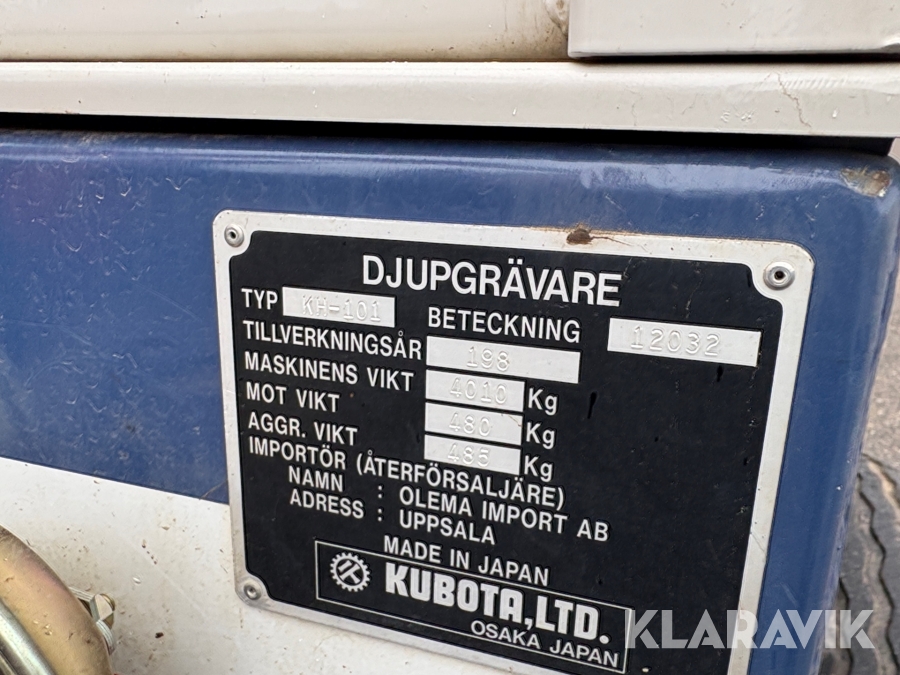 DJUPGRÄVARE
TYP KH-101 BETECKNING 12032
TILLVERKNINGSÅR 198
MASKINENS VIKT 4010 Kg
MOT VIKT 480 Kg
AGGR. VIKT 485 Kg
IMPORTÖR (ÅTERFÖRSALJÄRE)
NAMN : OLEMA IMPORT AB
ADRESS : UPPSALA
MADE IN JAPAN
KUBOTA, LTD.
OSAKA JAPAN
KLARAVIK